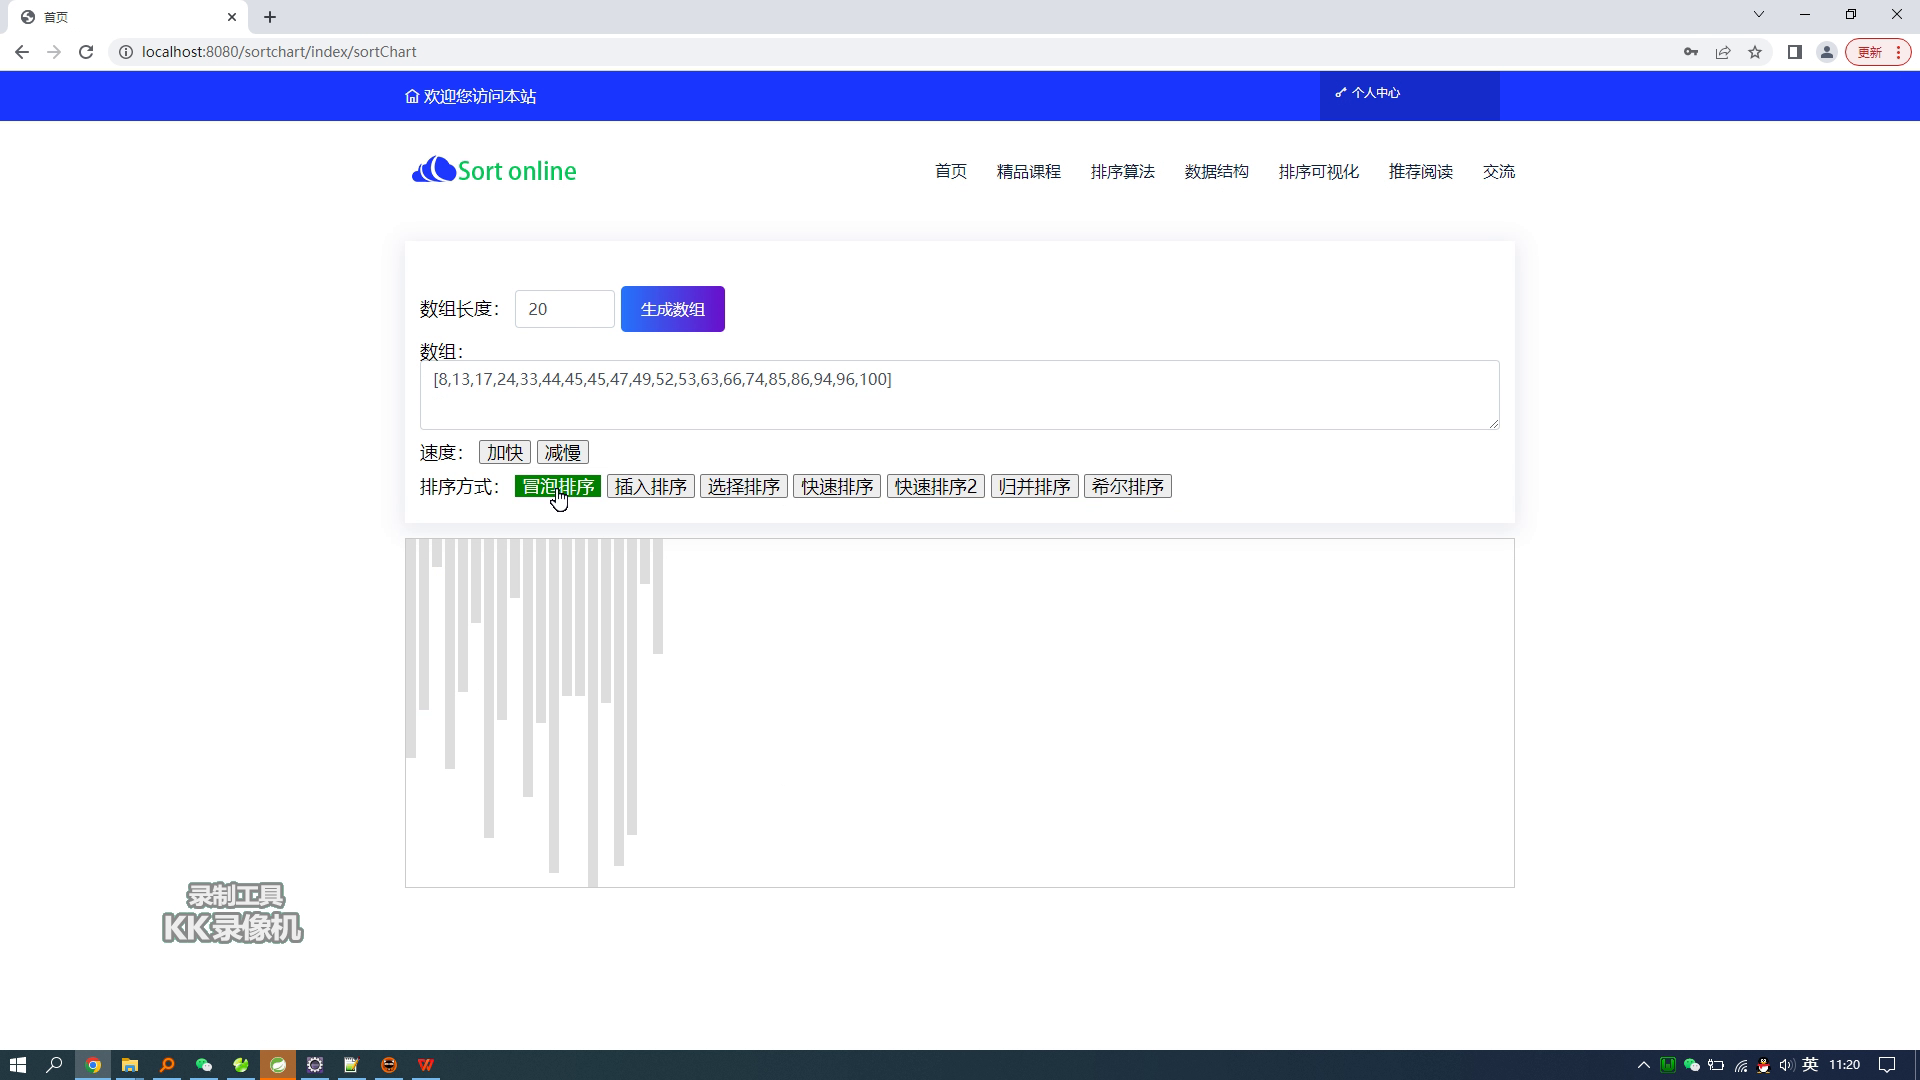 首页
localhost:8080/sortchart/index/sortChart
更新
欢迎您访问本站
个人中心
Sort online
首页 精品课程 排序算法 数据结构 排序可视化 推荐阅读 交流
数组长度： 20 生成数组
数组：
[8,13,17,24,33,44,45,45,47,49,52,53,63,66,74,85,86,94,96,100]
速度： 加快 减慢
排序方式： 冒泡排序 插入排序 选择排序 快速排序 快速排序2 归并排序 希尔排序
录制工具
KK录像机
英 11:20